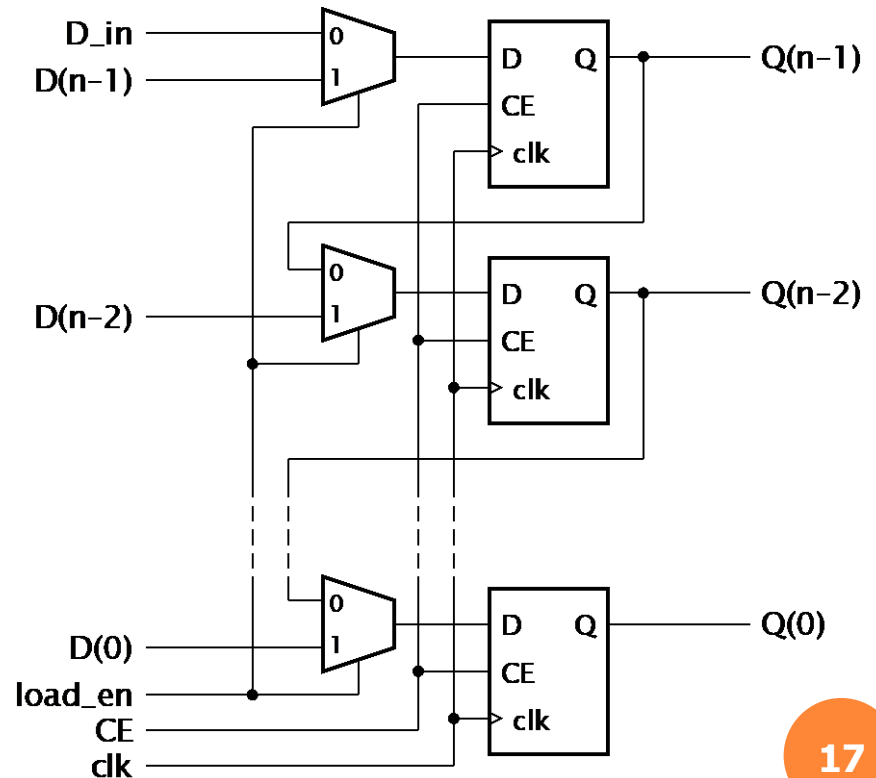 D_in
0
D Q
Q(n-1)
D(n-1)
1
CE
clk
0
D Q
Q(n-2)
D(n-2)
1
CE
clk
0
D Q
Q(0)
D(0)
1
CE
load_en
clk
CE
clk
17